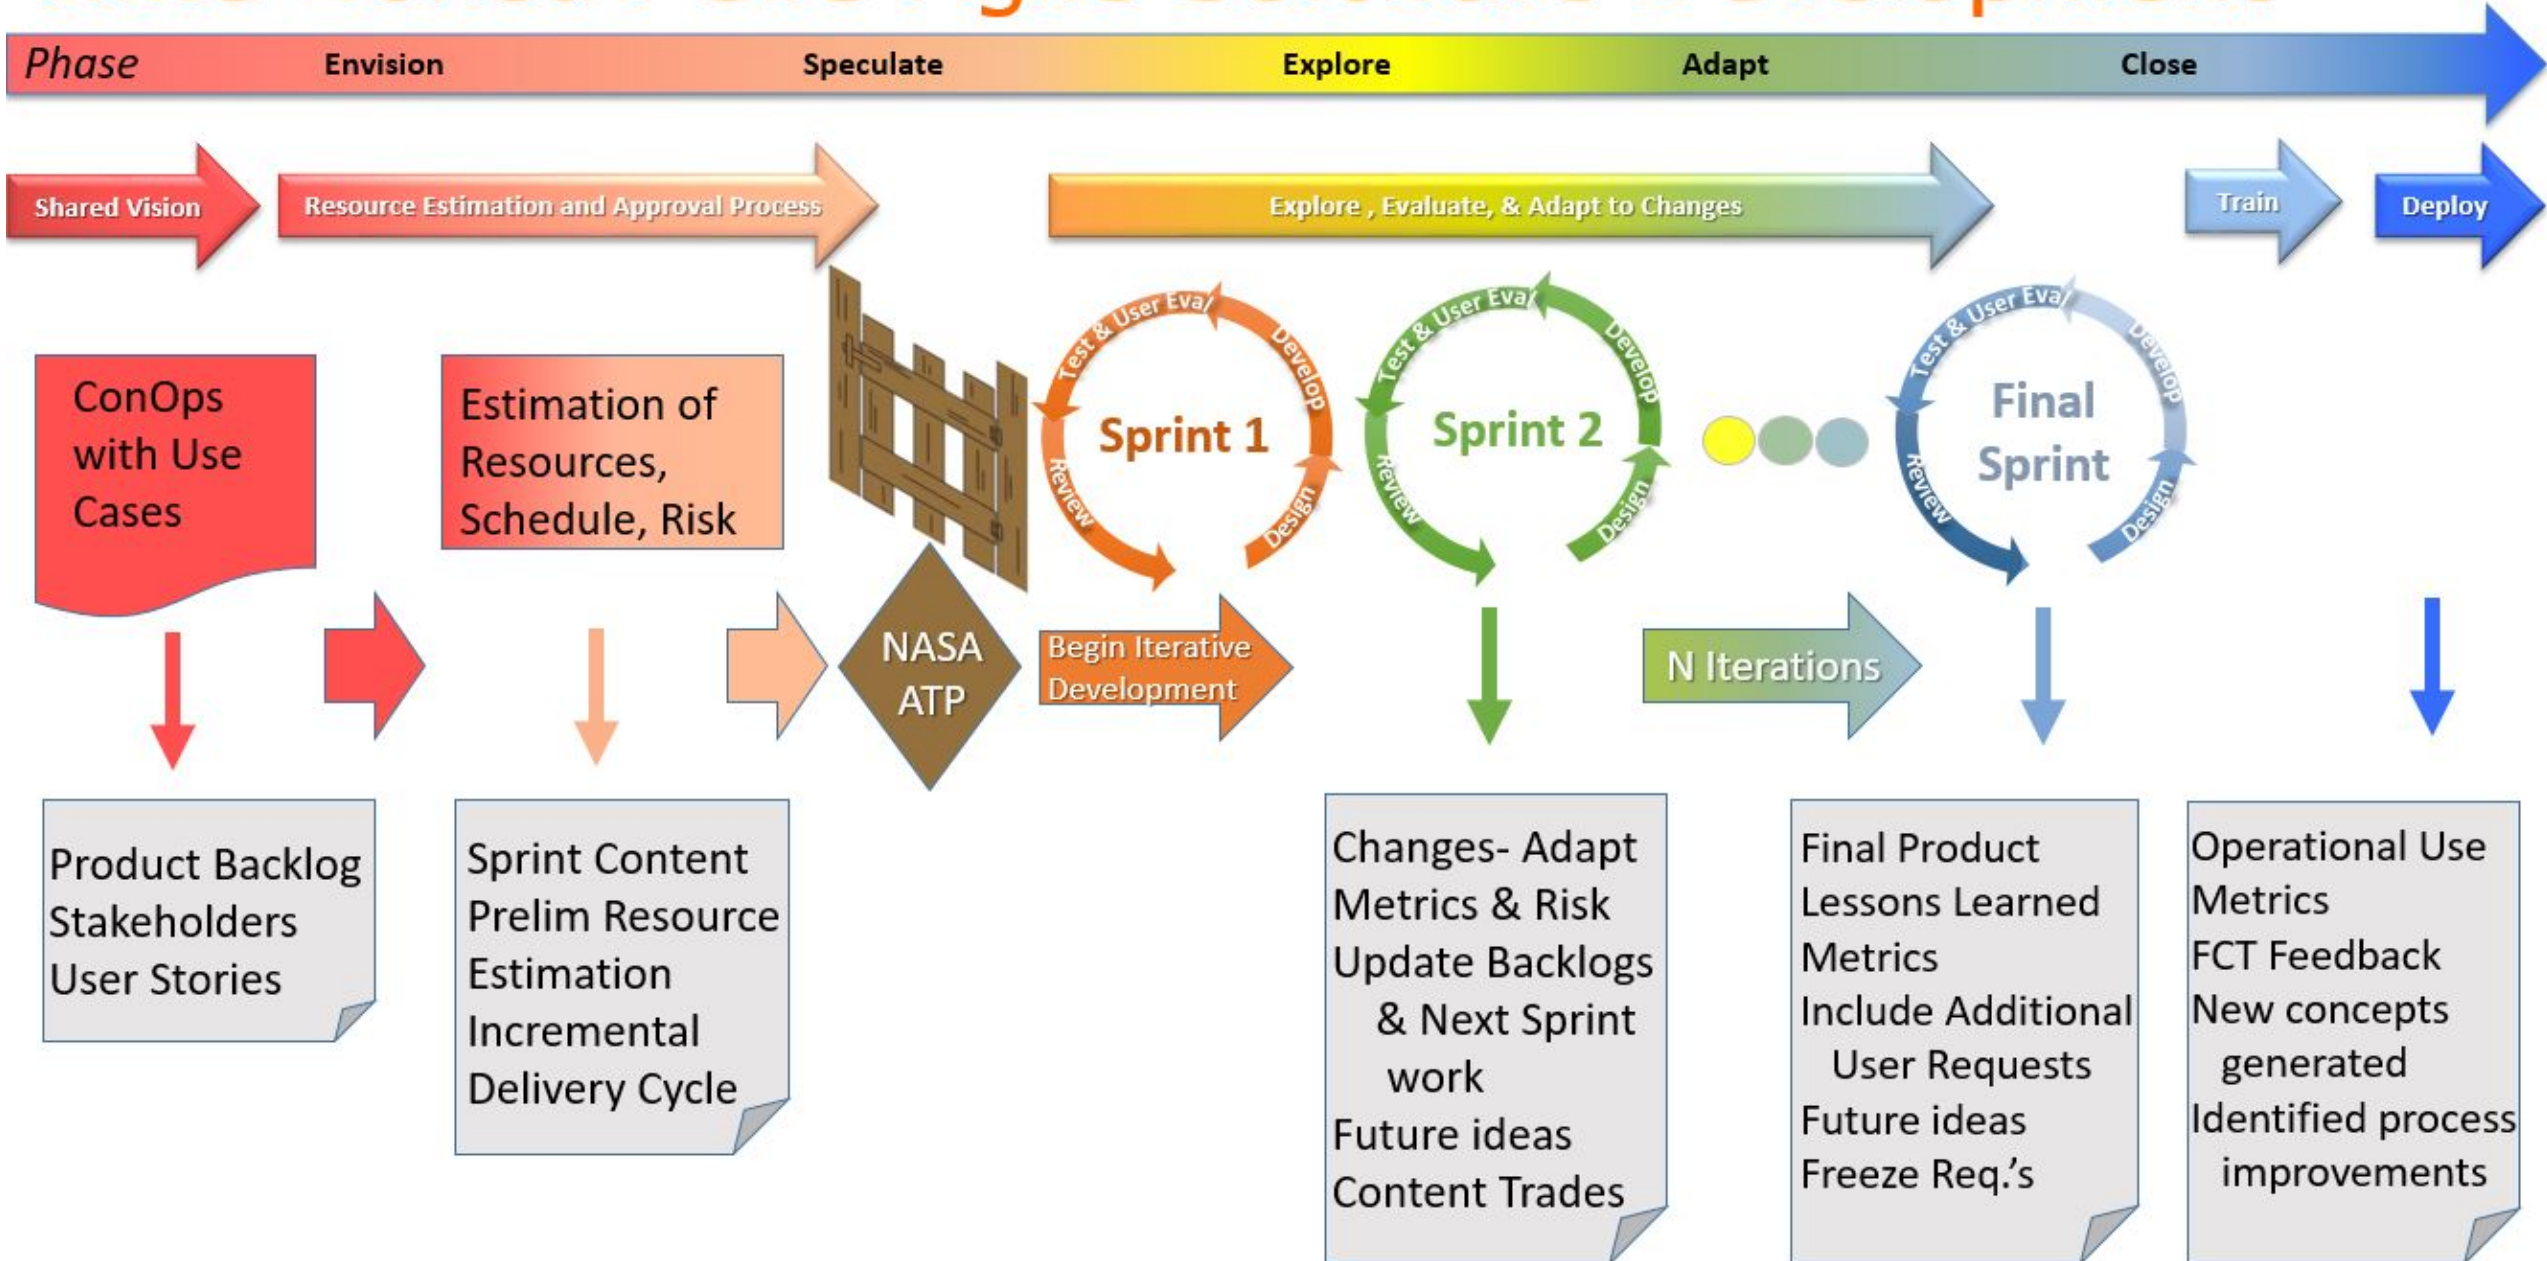 Agile Software Development
Phase Envision Speculate Explore Adapt Close
Shared Vision
Resource Estimation and Approval Process
Explore , Evaluate, & Adapt to Changes
Train
Deploy
ConOps
with Use
Cases
Estimation of
Resources,
Schedule, Risk
NASA
ATP
Test & User Eval
Develop
Sprint 1
Review
Design
Begin Iterative
Development
Test & User Eval
Develop
Sprint 2
Review
Design
N Iterations
Test & User Eval
Develop
Final
Sprint
Review
Design
Product Backlog
Stakeholders
User Stories
Sprint Content
Prelim Resource
Estimation
Incremental
Delivery Cycle
Changes- Adapt
Metrics & Risk
Update Backlogs
& Next Sprint
work
Future ideas
Content Trades
Final Product
Lessons Learned
Metrics
Include Additional
User Requests
Future ideas
Freeze Req.’s
Operational Use
Metrics
FCT Feedback
New concepts
generated
Identified process
improvements